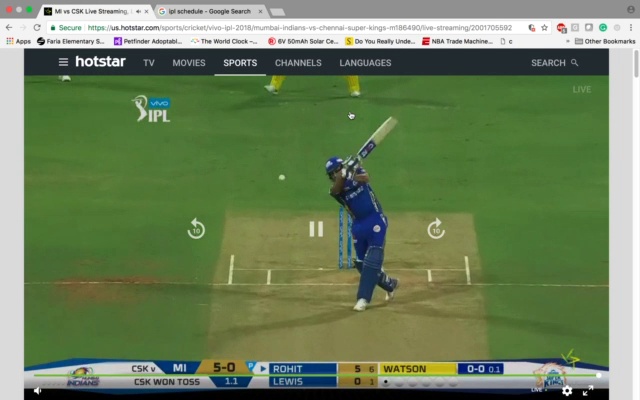 MI vs CSK Live Streaming,
ipl schedule - Google Search
Secure https://us.hotstar.com/sports/cricket/vivo-ipl-2018/mumbai-indians-vs-chennai-super-kings-m186490/live-streaming/2001705592
Apps
Faria Elementary S...
Petfinder Adoptabl...
The World Clock –...
6V 50mAh Solar Ce...
Do You Really Unde...
NBA Trade Machine...
c
Other Bookmarks
hotstar TV MOVIES SPORTS CHANNELS LANGUAGES SEARCH
LIVE
VIVO
IPL
10 10
CSK v MI 5-0 P ROHIT 5 6 WATSON 0-0 0.1
CSK WON TOSS 1.1 LEWIS 0 1
LIVE